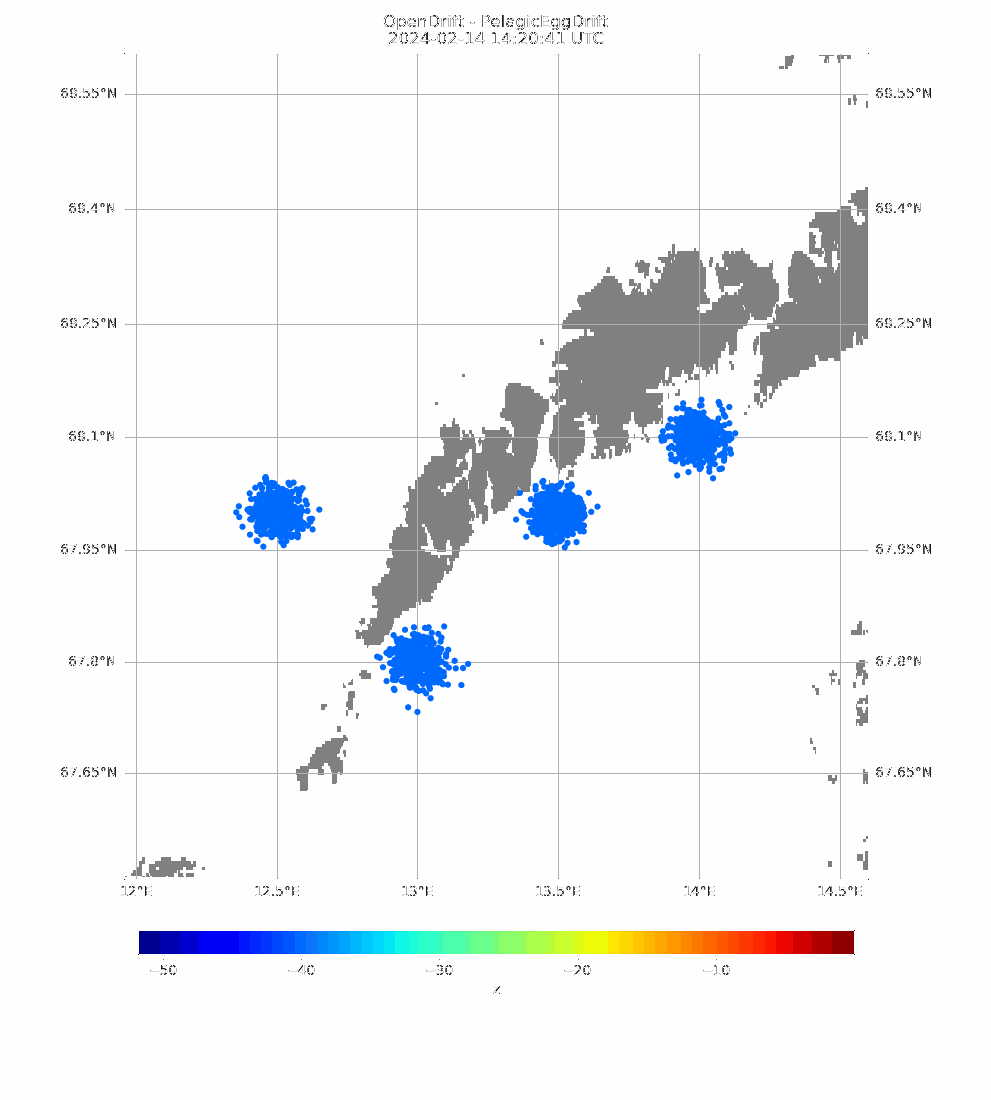 OpenDrift - PelagicEggDrift
2024-02-14 14:20:41 UTC
68.55°N 68.55°N
68.4°N 68.4°N
68.25°N 68.25°N
68.1°N 68.1°N
67.95°N 67.95°N
67.8°N 67.8°N
67.65°N 67.65°N
12°E 12.5°E 13°E 13.5°E 14°E 14.5°E
−50 −40 −30 −20 −10
z